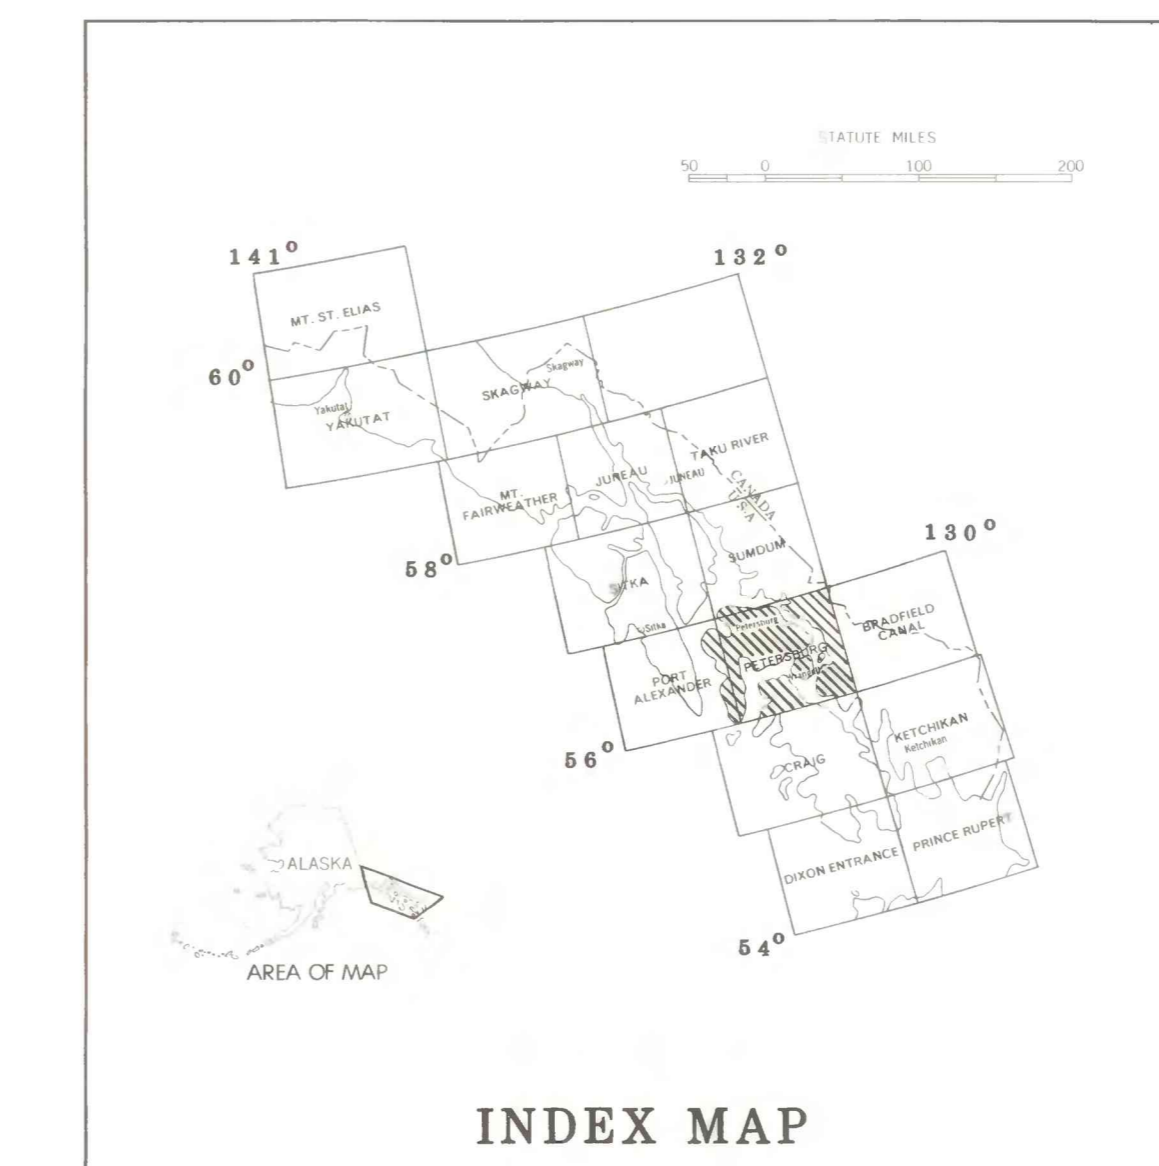 STATUTE MILES
50 0 100 200
141°
132°
MT. ST. ELIAS
60°
Skagway
SKAGWAY
Yakutat
YAKUTAT
TAKU RIVER
JUNEAU
JUNEAU
CANADA
U.S.A
MT.
FAIRWEATHER
58°
130°
SUMDUM
SITKA
Sitka
BRADFIELD
CANAL
Petersburg
PETERSBURG
PORT
ALEXANDER
KETCHIKAN
Ketchikan
56°
CRAIG
PRINCE RUPERT
DIXON ENTRANCE
ALASKA
54°
AREA OF MAP
INDEX MAP